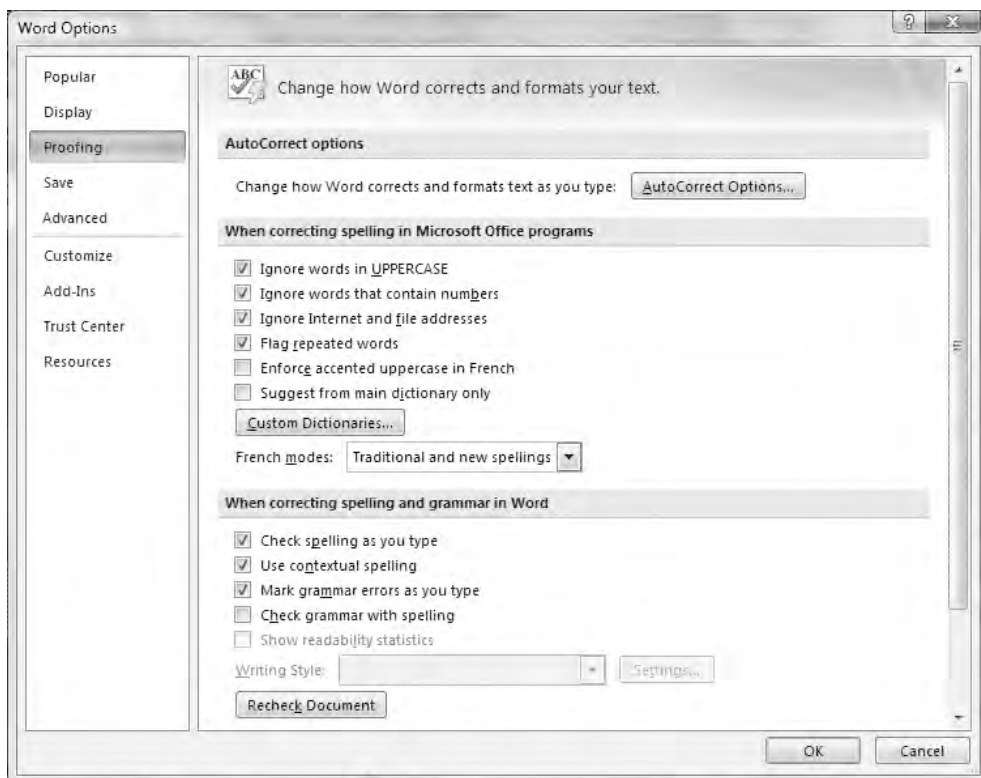 Word Options
Popular
Display
Proofing
Save
Advanced
Customize
Add-Ins
Trust Center
Resources
ABC
Change how Word corrects and formats your text.
AutoCorrect options
Change how Word corrects and formats text as you type: AutoCorrect Options...
When correcting spelling in Microsoft Office programs
Ignore words in UPPERCASE
Ignore words that contain numbers
Ignore Internet and file addresses
Flag repeated words
Enforce accented uppercase in French
Suggest from main dictionary only
Custom Dictionaries...
French modes: Traditional and new spellings
When correcting spelling and grammar in Word
Check spelling as you type
Use contextual spelling
Mark grammar errors as you type
Check grammar with spelling
Show readability statistics
Writing Style: Settings...
Recheck Document
OK Cancel